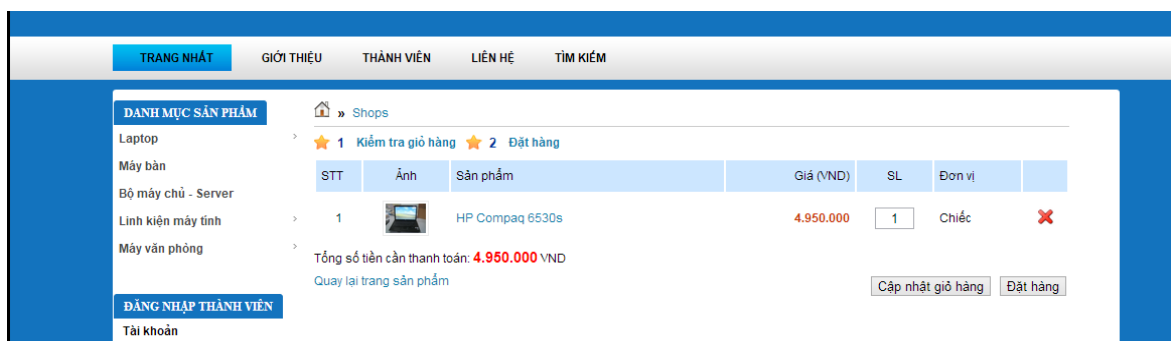 TRANG NHẤT GIỚI THIỆU THÀNH VIÊN LIÊN HỆ TÌM KIẾM
DANH MỤC SẢN PHẨM
Laptop
Máy bàn
Bộ máy chủ - Server
Linh kiện máy tình
Máy văn phòng
ĐĂNG NHẬP THÀNH VIÊN
Tài khoản
» Shops
1 Kiểm tra giỏ hàng 2 Đặt hàng
STT Ảnh Sản phẩm Giá (VND) SL Đơn vị
1 HP Compaq 6530s 4.950.000 1 Chiếc
Tổng số tiền cần thanh toán: 4.950.000 VND
Quay lại trang sản phẩm
Cập nhật giỏ hàng Đặt hàng